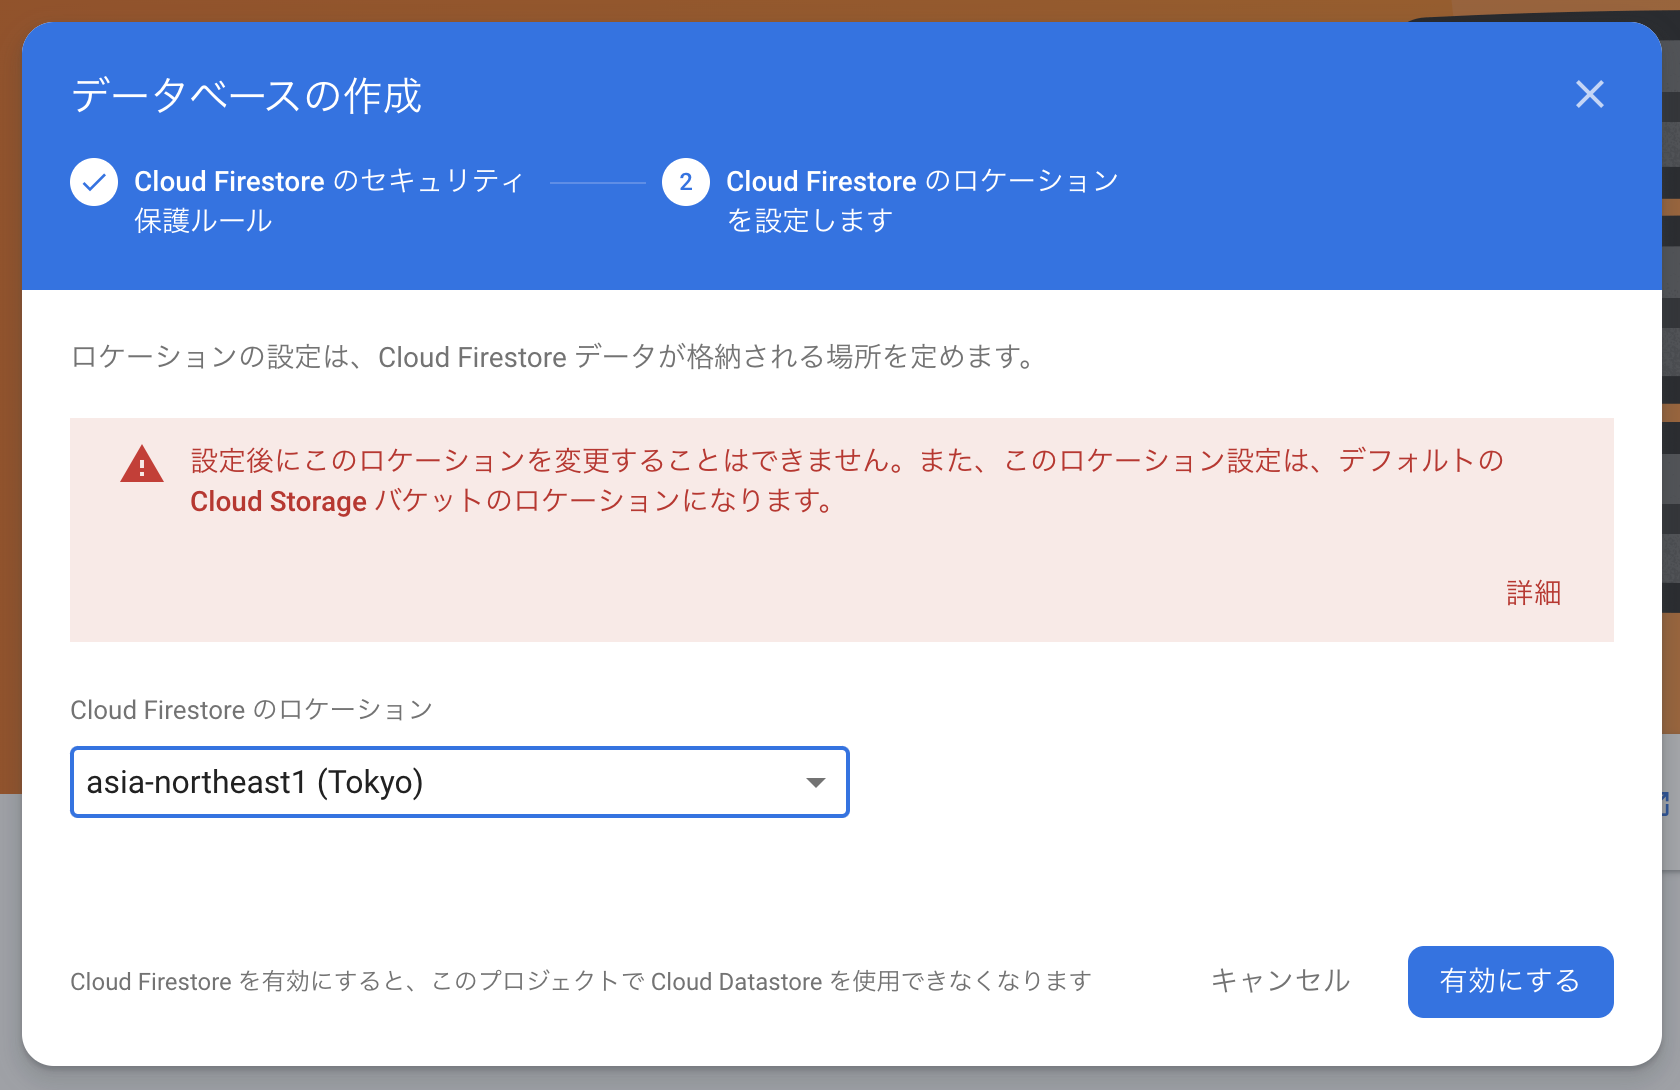 データベースの作成
Cloud Firestore のセキュリティ
保護ルール
2
Cloud Firestore のロケーション
を設定します
ロケーションの設定は、Cloud Firestore データが格納される場所を定めます。
設定後にこのロケーションを変更することはできません。また、このロケーション設定は、デフォルトの
Cloud Storage バケットのロケーションになります。
詳細
Cloud Firestore のロケーション
asia-northeast1 (Tokyo)
Cloud Firestore を有効にすると、このプロジェクトで Cloud Datastore を使用できなくなります
キャンセル
有効にする